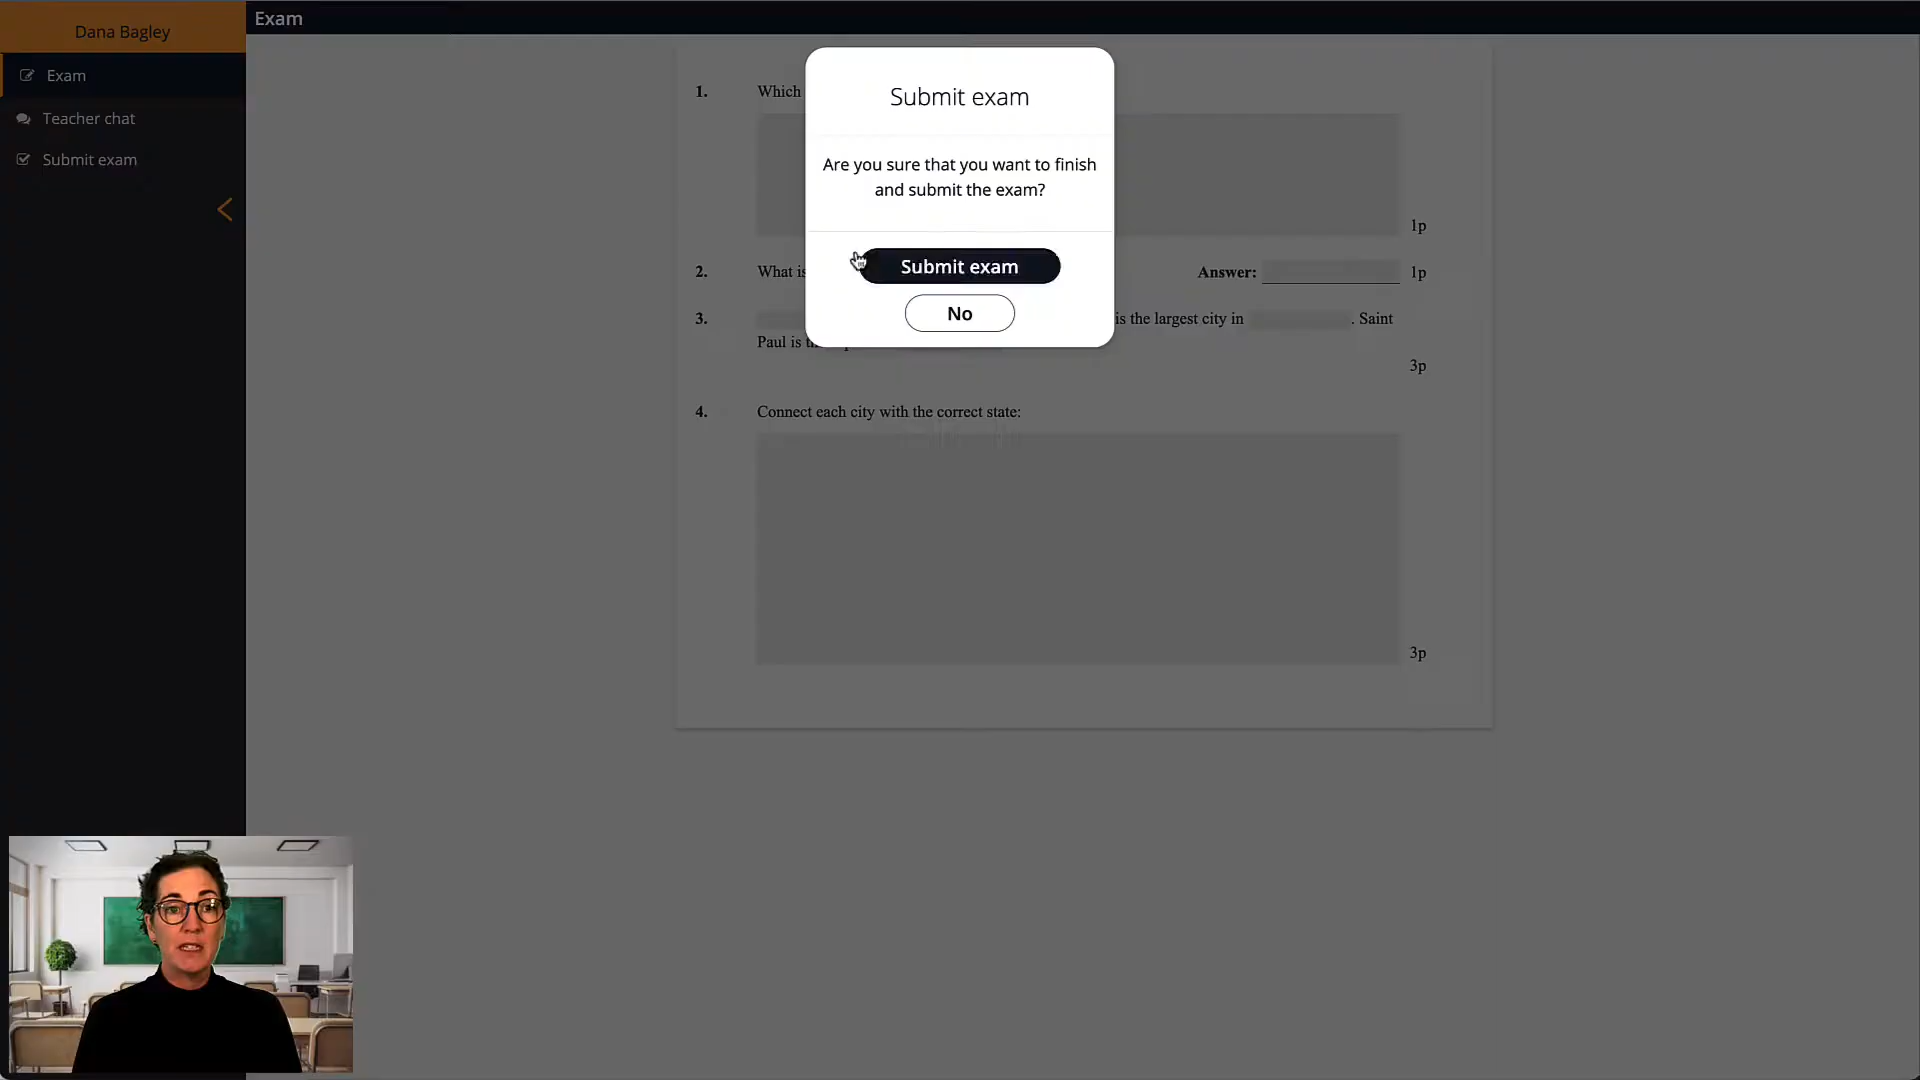 Dana Bagley
Exam
Teacher chat
Submit exam
Exam
Submit exam
Are you sure that you want to finish
and submit the exam?
Submit exam
No
1. Which
1p
2. What is
Answer: 1p
3. is the largest city in . Saint
Paul is
3p
4. Connect each city with the correct state:
3p